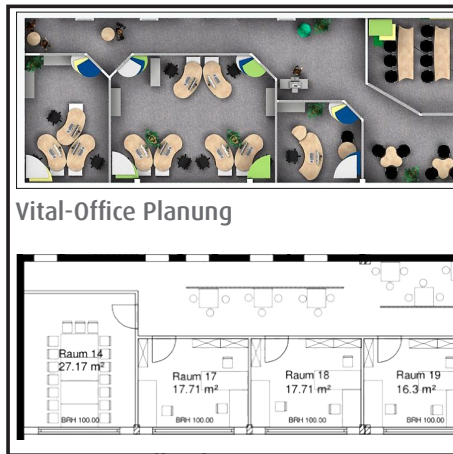 Vital-Office Planung
Raum 14
27.17 m²
BRH 100.00
Raum 17
17.71 m²
BRH 100.00
Raum 18
17.71 m²
BRH 100.00
Raum 19
16.3 m²
BRH 100.00